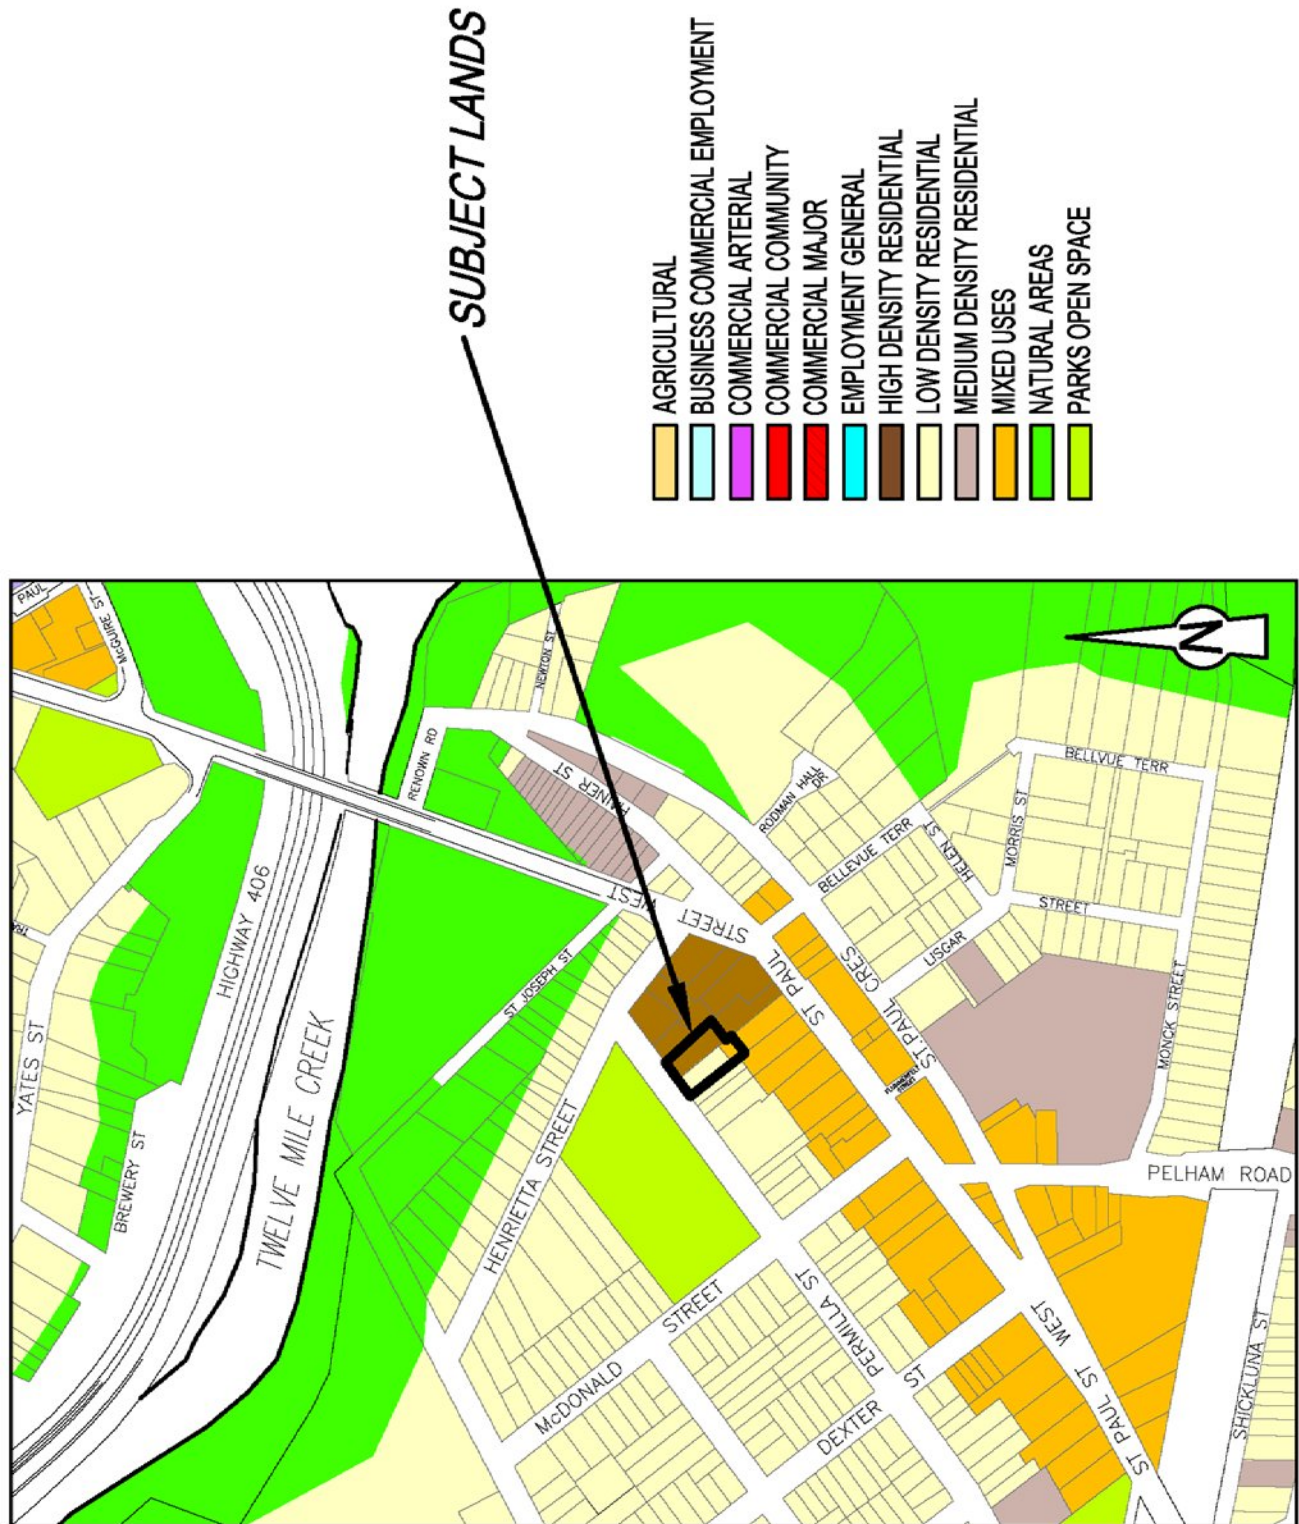 SUBJECT LANDS
AGRICULTURAL
BUSINESS COMMERCIAL EMPLOYMENT
COMMERCIAL ARTERIAL
COMMERCIAL COMMUNITY
COMMERCIAL MAJOR
EMPLOYMENT GENERAL
HIGH DENSITY RESIDENTIAL
LOW DENSITY RESIDENTIAL
MEDIUM DENSITY RESIDENTIAL
MIXED USES
NATURAL AREAS
PARKS OPEN SPACE
PAUL
McGUIRE ST
NEWTON ST
RENOWN RD
RAINER ST
RODMAN HALL
DR
BELLVUE TERR
MORRIS ST
HELEN ST
BELLEVUE TERR
STREET
LISGAR
WEST
STREET
HIGHWAY 406
ST JOSEPH ST
ST PAUL
ST
ST PAUL CRES
MONCK STREET
YATES ST
TWELVE MILE CREEK
BREWERY ST
HENRIETTA STREET
PELHAM ROAD
McDONALD STREET
PERMILLA ST
DEXTER ST
ST PAUL ST WEST
SHICKLUNA ST
N